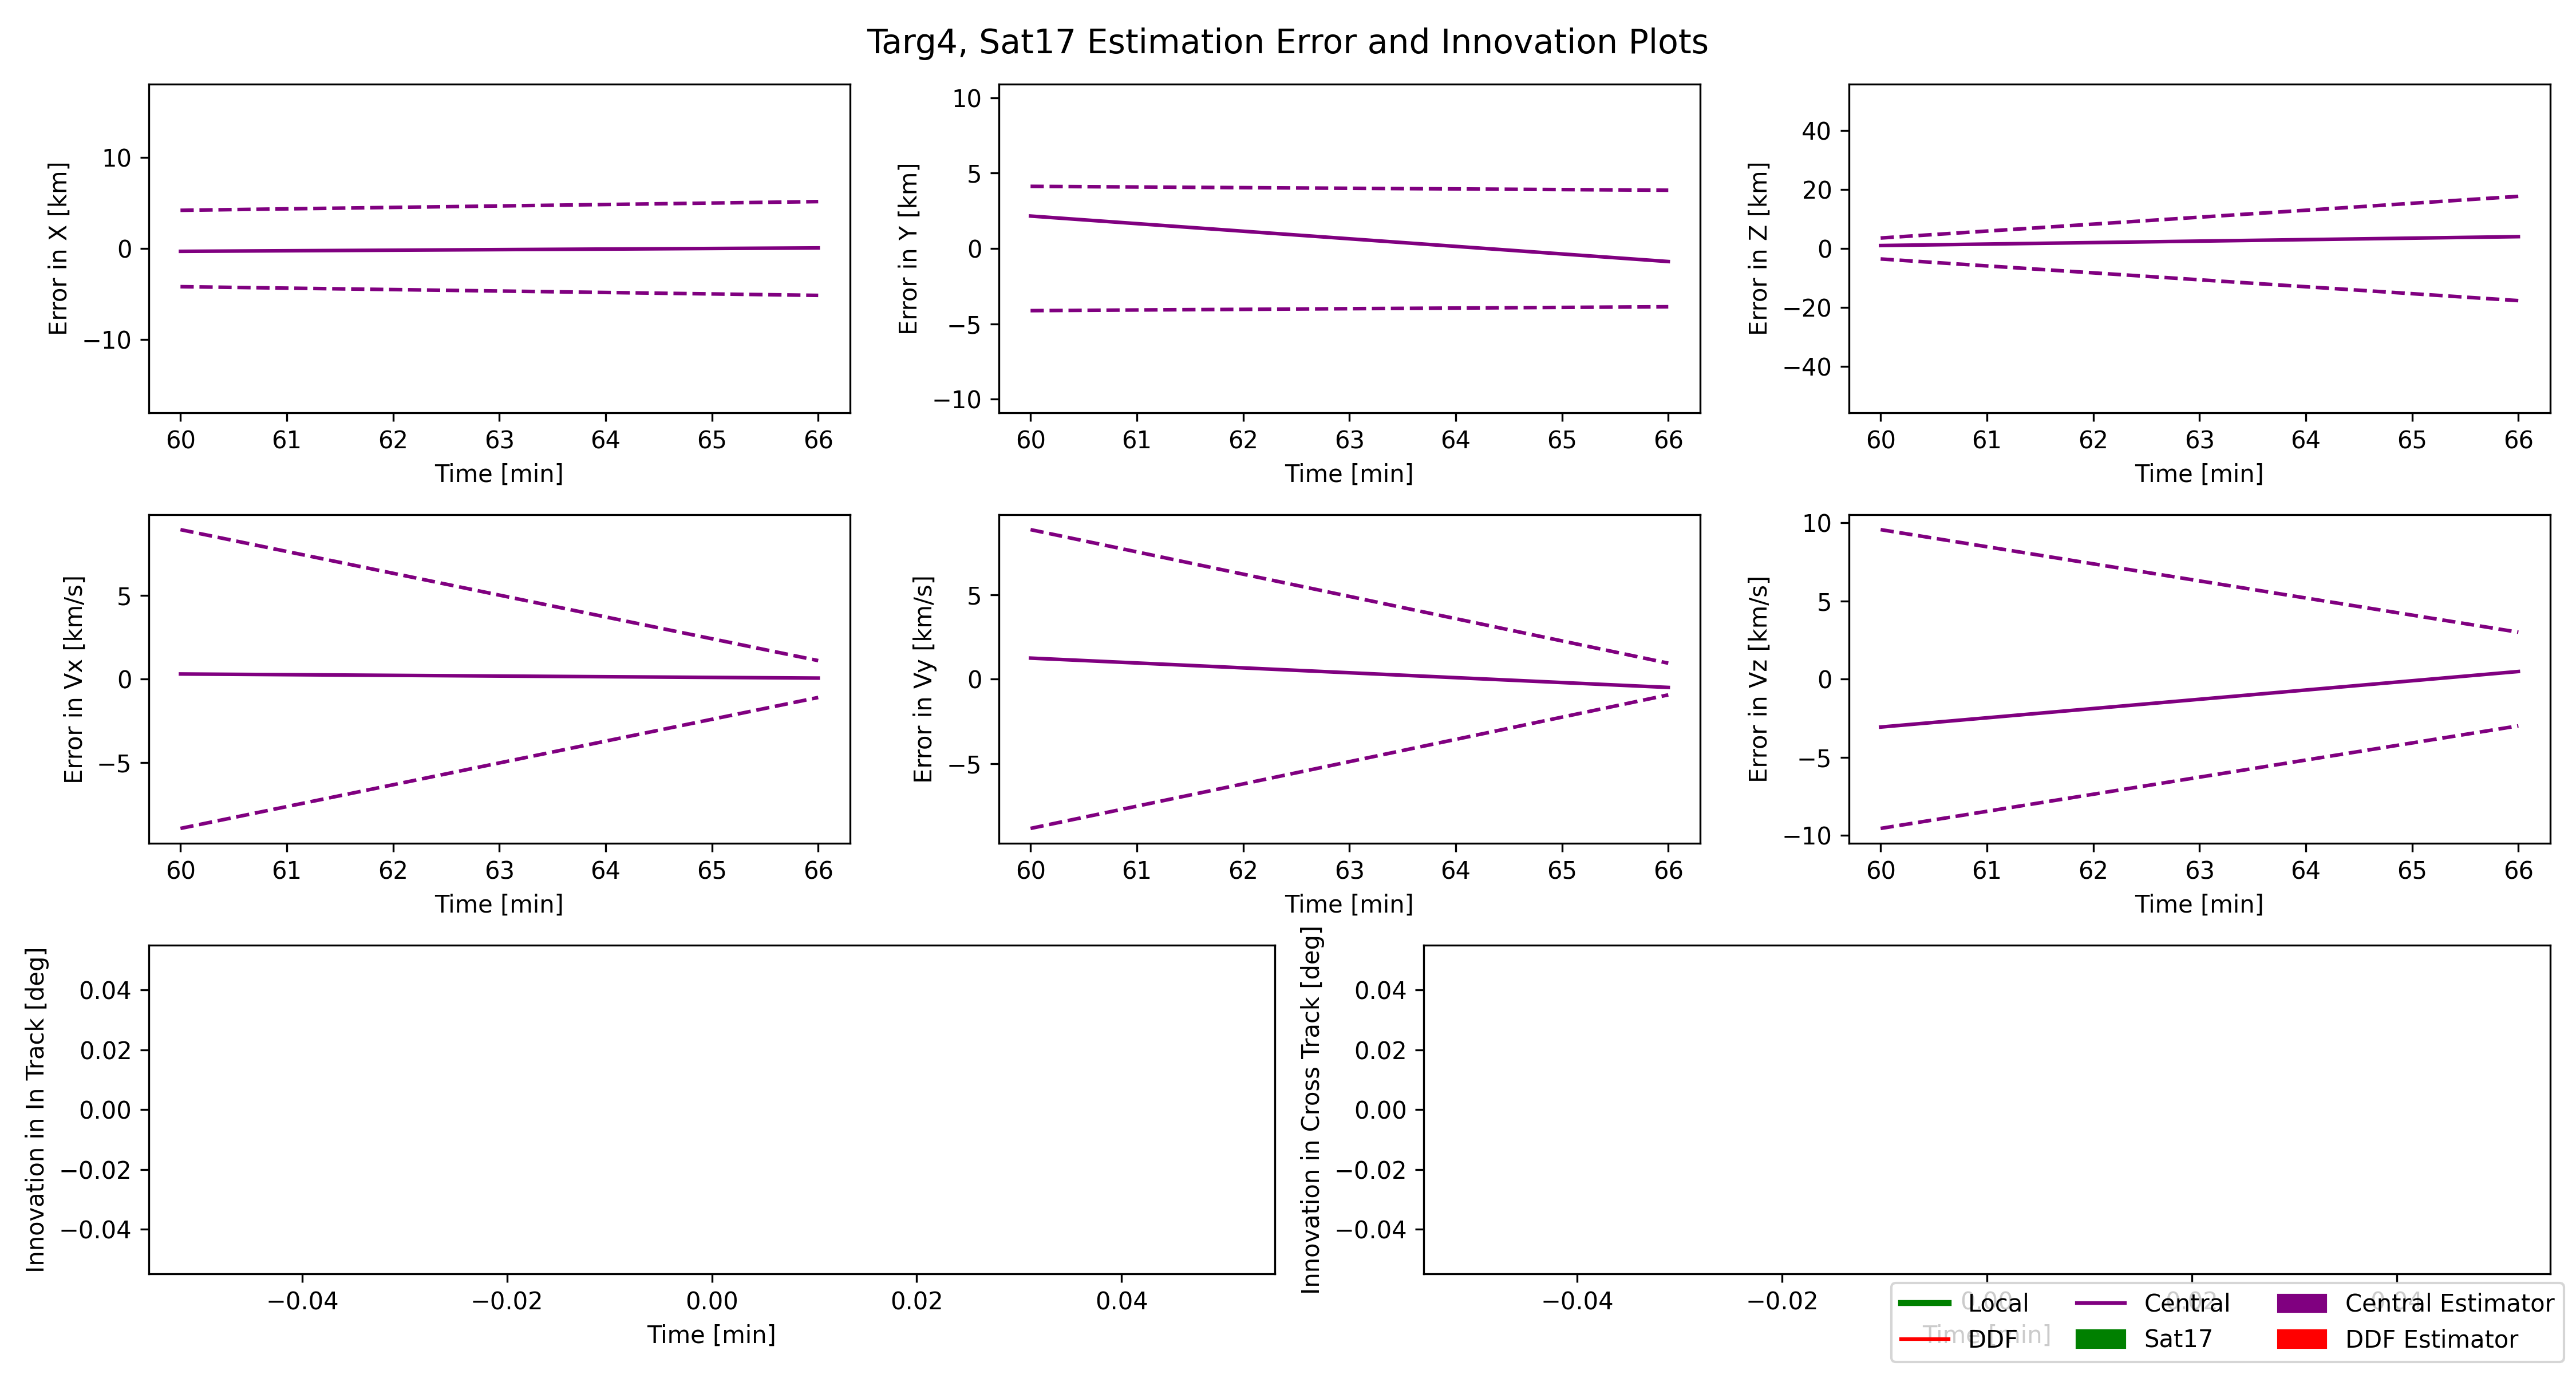 Targ4, Sat17 Estimation Error and Innovation Plots
Error in X [km]
10
0
−10
60 61 62 63 64 65 66
Time [min]
Error in Y [km]
10
5
0
−5
−10
60 61 62 63 64 65 66
Time [min]
Error in Z [km]
40
20
0
−20
−40
60 61 62 63 64 65 66
Time [min]
Error in Vx [km/s]
5
0
−5
60 61 62 63 64 65 66
Time [min]
Error in Vy [km/s]
5
0
−5
60 61 62 63 64 65 66
Time [min]
Error in Vz [km/s]
10
5
0
−5
−10
60 61 62 63 64 65 66
Time [min]
Innovation in In Track [deg]
0.04
0.02
0.00
−0.02
−0.04
−0.04 −0.02 0.00 0.02 0.04
Time [min]
Innovation in Cross Track [deg]
0.04
0.02
0.00
−0.02
−0.04
−0.04 −0.02 0.00 0.02 0.04
Time [min]
Local Central Central Estimator
DDF Sat17 DDF Estimator